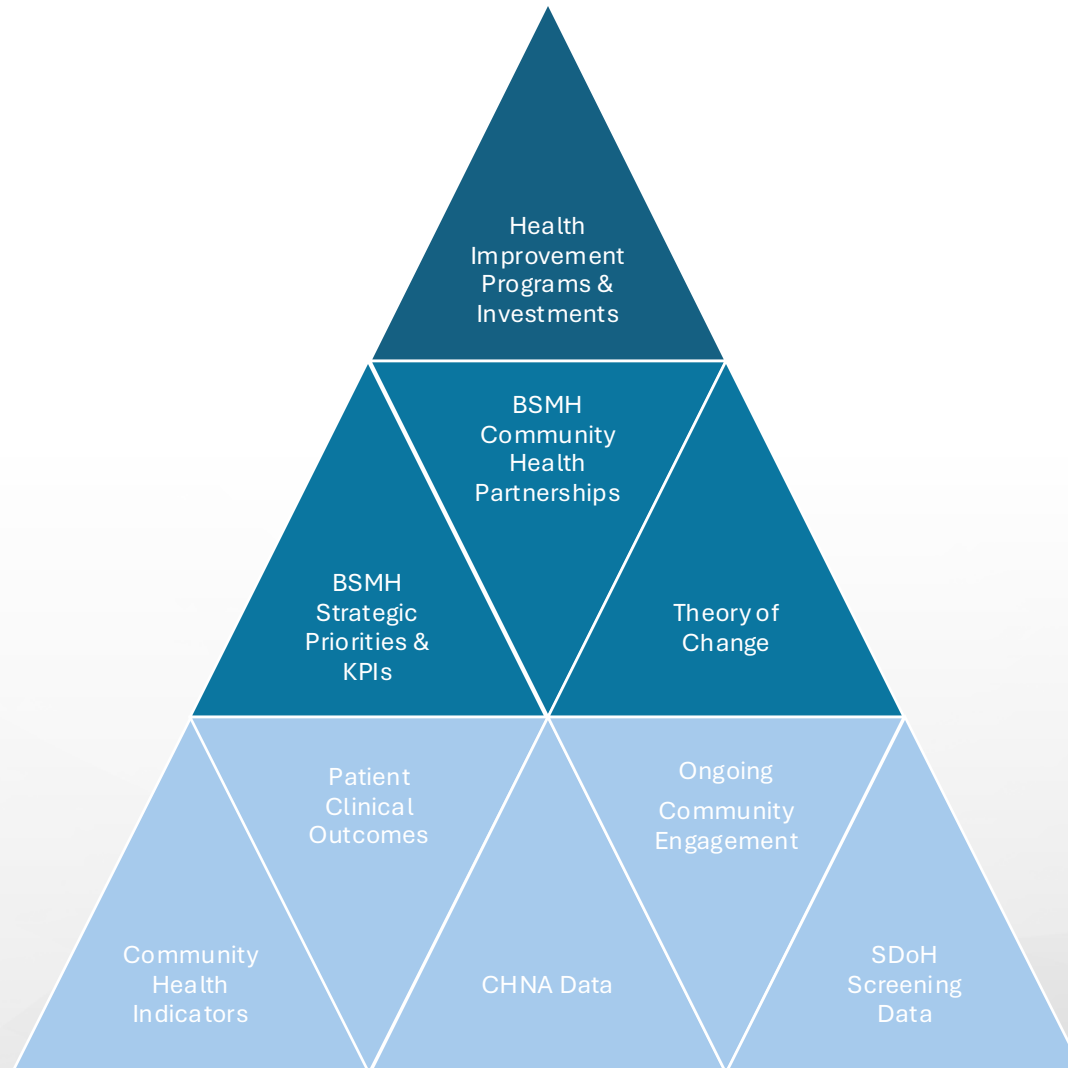 Health
Improvement
Programs &
Investments
BSMH
Community
Health
Partnerships
BSMH
Strategic
Priorities &
KPIs
Theory of
Change
Patient
Clinical
Outcomes
Ongoing
Community
Engagement
Community
Health
Indicators
CHNA Data
SDoH
Screening
Data